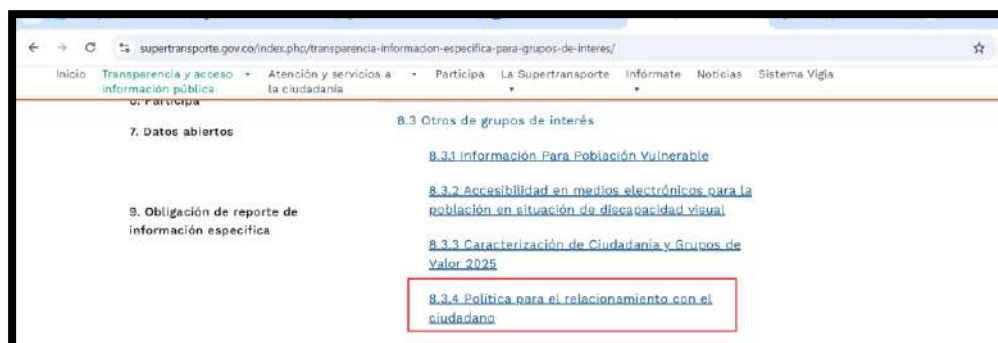 supertransporte.gov.co/index.php/transparencia-informacion-especifica-para-grupos-de-interes/
Inicio Transparencia y acceso Atención y servicios a Participa La Supertransporte Infórmate Noticias Sistema Vigía
información pública la ciudadanía
6. Participa
7. Datos abiertos
9. Obligación de reporte de
información específica
8.3 Otros de grupos de interés
8.3.1 Información Para Población Vulnerable
8.3.2 Accesibilidad en medios electrónicos para la
población en situación de discapacidad visual
8.3.3 Caracterización de Ciudadanía y Grupos de
Valor 2025
8.3.4 Política para el relacionamiento con el
ciudadano